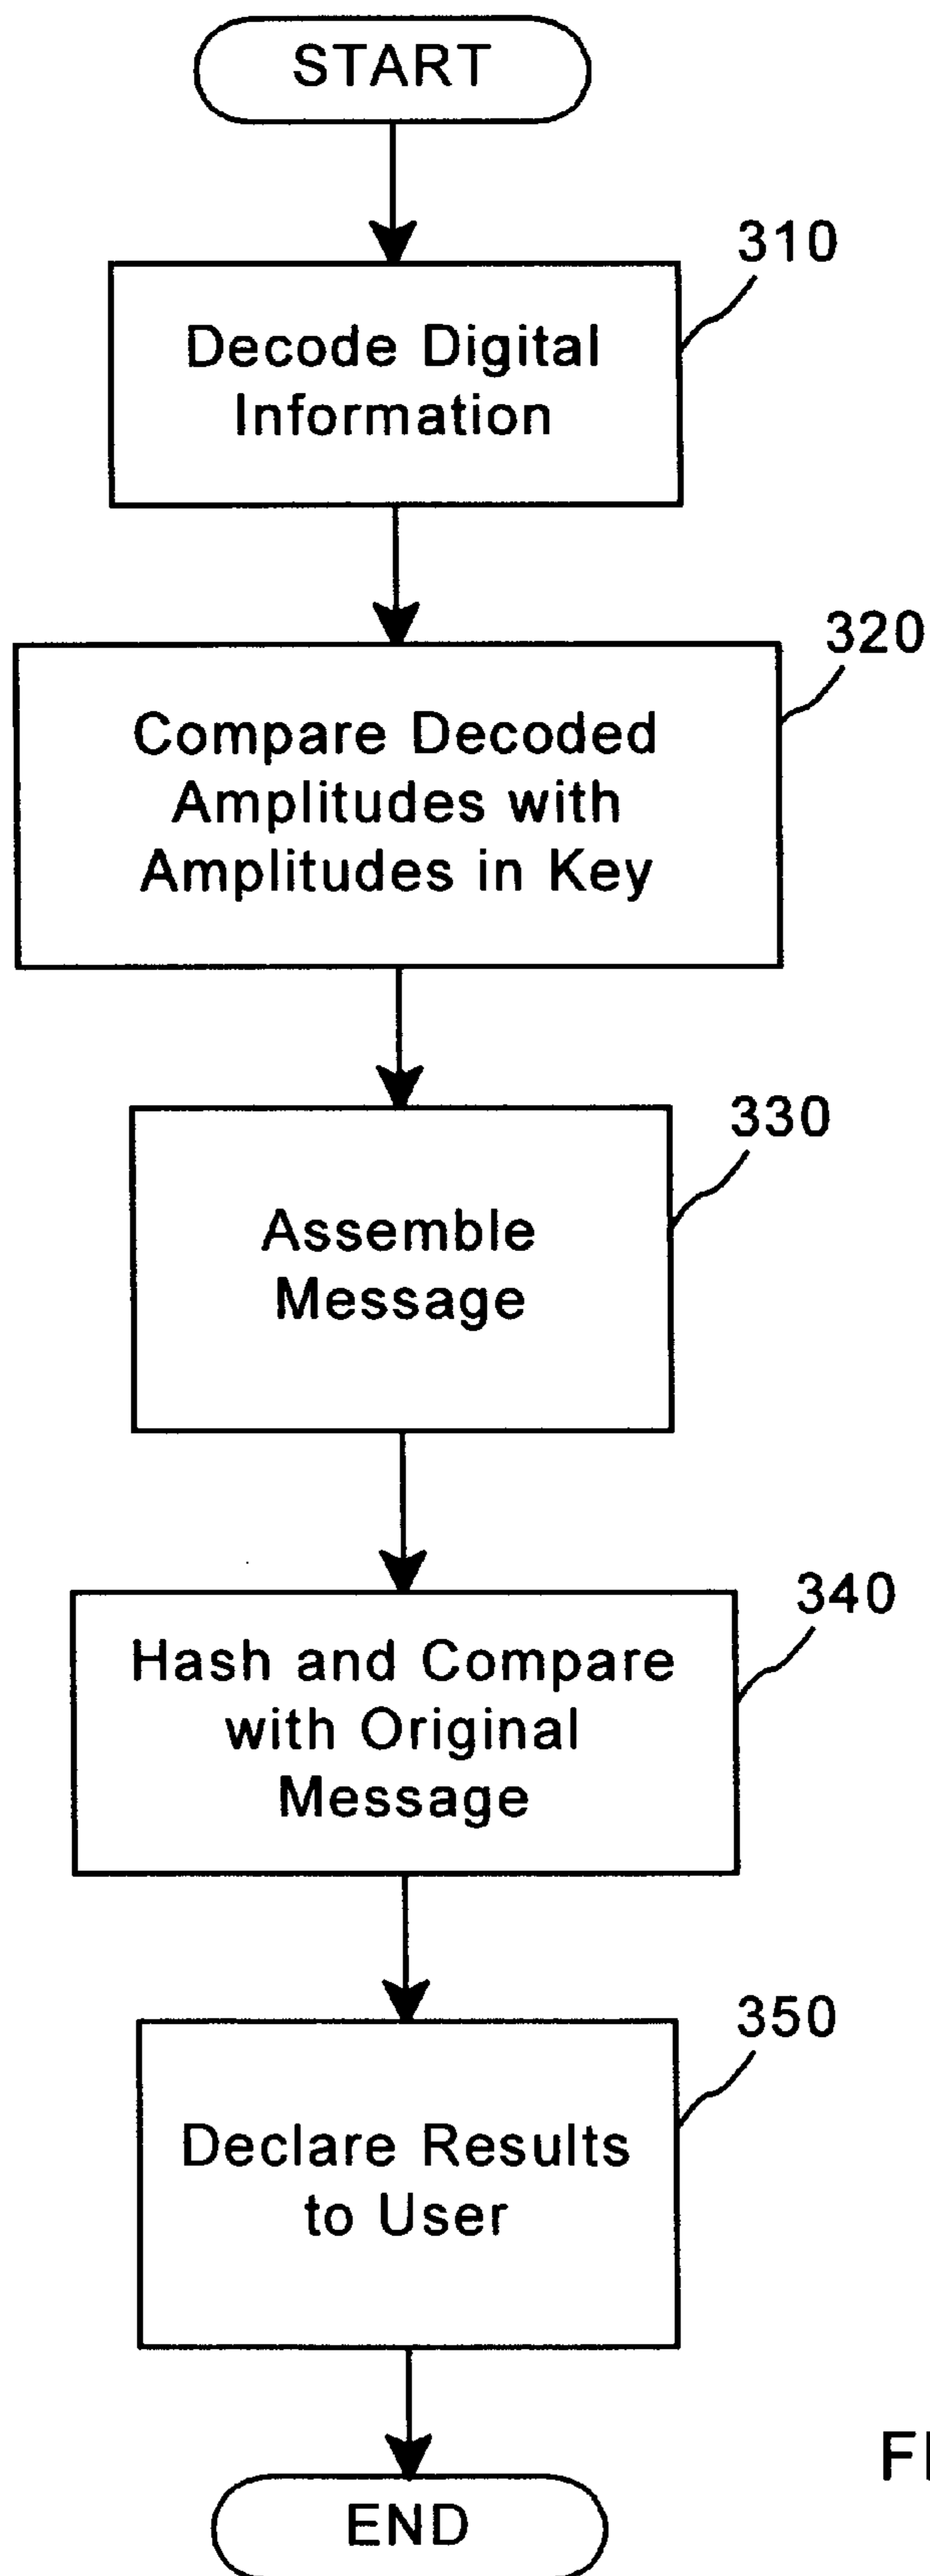 START
310
Decode Digital
Information
320
Compare Decoded
Amplitudes with
Amplitudes in Key
330
Assemble
Message
340
Hash and Compare
with Original
Message
350
Declare Results
to User
END